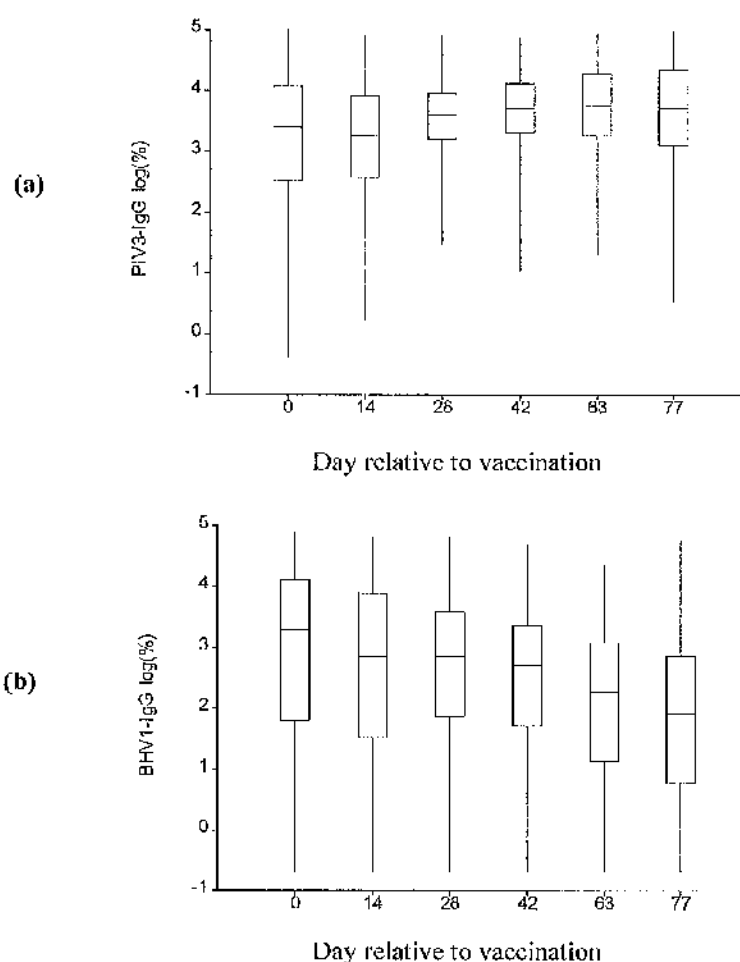 (a)
PIV3-IgG log(%)
5
4
3
2
1
0
-1
0 14 28 42 63 77
Day relative to vaccination
(b)
BHV1-IgG log(%)
5
4
3
2
1
0
-1
0 14 28 42 63 77
Day relative to vaccination